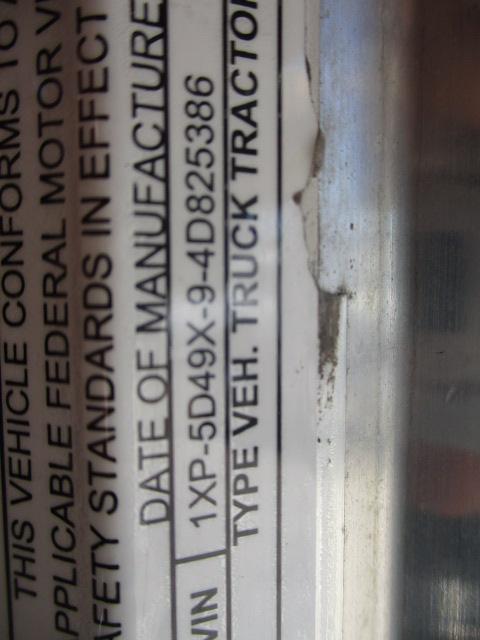 THIS VEHICLE CONFORMS TO
PPLICABLE FEDERAL MOTOR
AFETY STANDARDS IN EFFECT
DATE OF MANUFACTURE
VIN 1XP-5D49X-9-4D825386
TYPE VEH. TRUCK TRACTOR